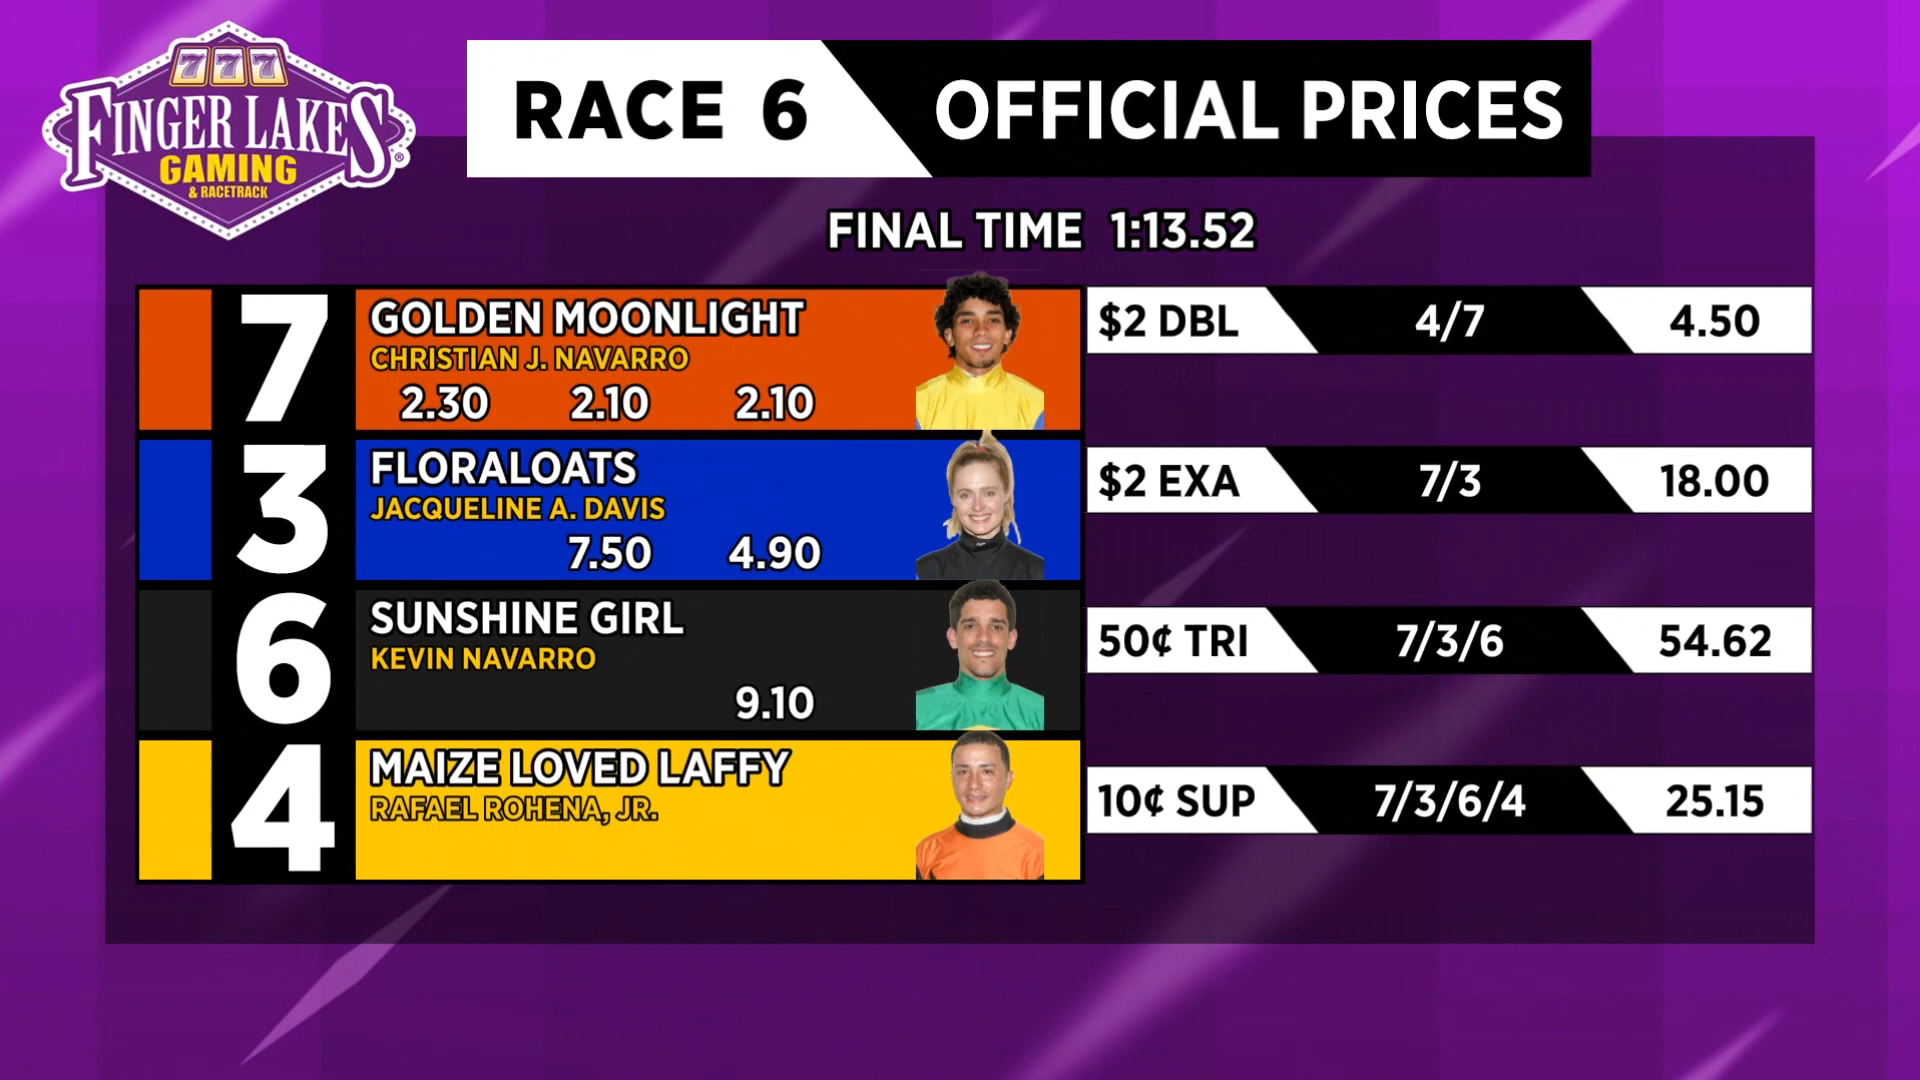 777
FINGER LAKES®
GAMING
& RACETRACK
RACE 6
OFFICIAL PRICES
FINAL TIME 1:13.52
7
GOLDEN MOONLIGHT
CHRISTIAN J. NAVARRO
2.30 2.10 2.10
3
FLORALOATS
JACQUELINE A. DAVIS
7.50 4.90
6
SUNSHINE GIRL
KEVIN NAVARRO
9.10
4
MAIZE LOVED LAFFY
RAFAEL ROHENA, JR.
$2 DBL 4/7 4.50
$2 EXA 7/3 18.00
50¢ TRI 7/3/6 54.62
10¢ SUP 7/3/6/4 25.15